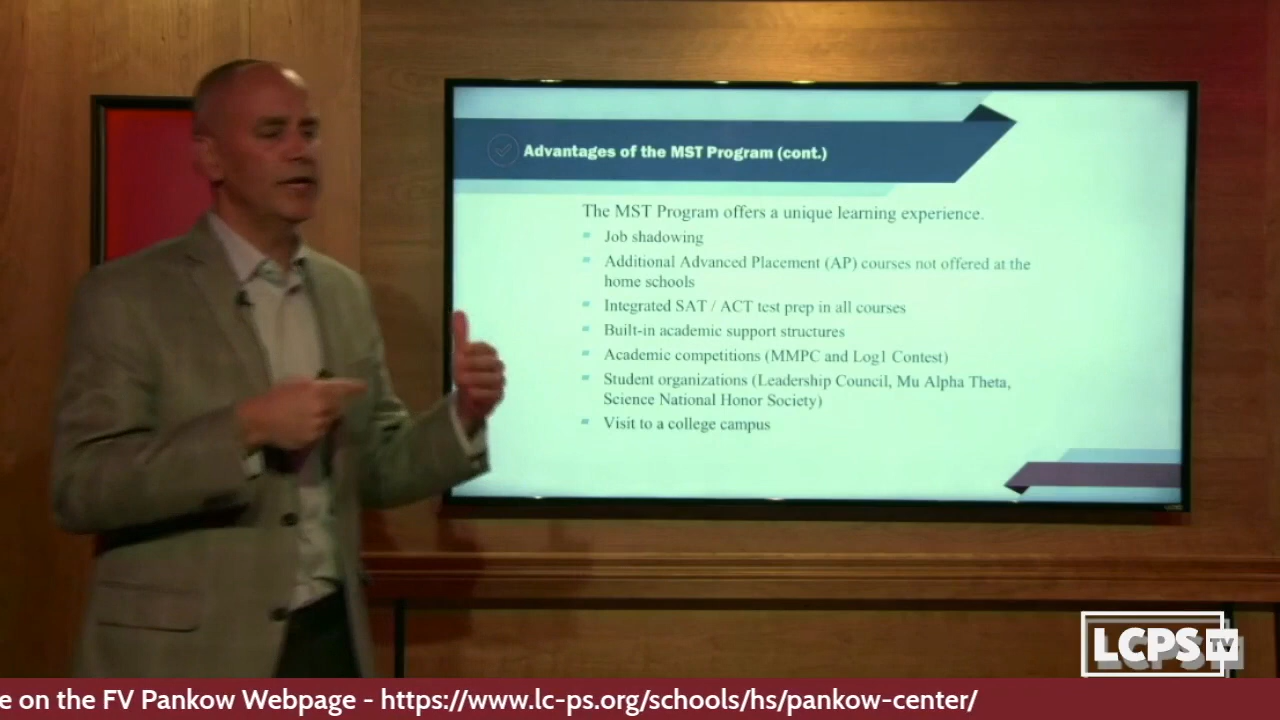 Advantages of the MST Program (cont.)
The MST Program offers a unique learning experience.
Job shadowing
Additional Advanced Placement (AP) courses not offered at the
home schools
Integrated SAT / ACT test prep in all courses
Built-in academic support structures
Academic competitions (MMPC and Log1 Contest)
Student organizations (Leadership Council, Mu Alpha Theta,
Science National Honor Society)
Visit to a college campus
LCPS TV
e on the FV Pankow Webpage - https://www.lc-ps.org/schools/hs/pankow-center/